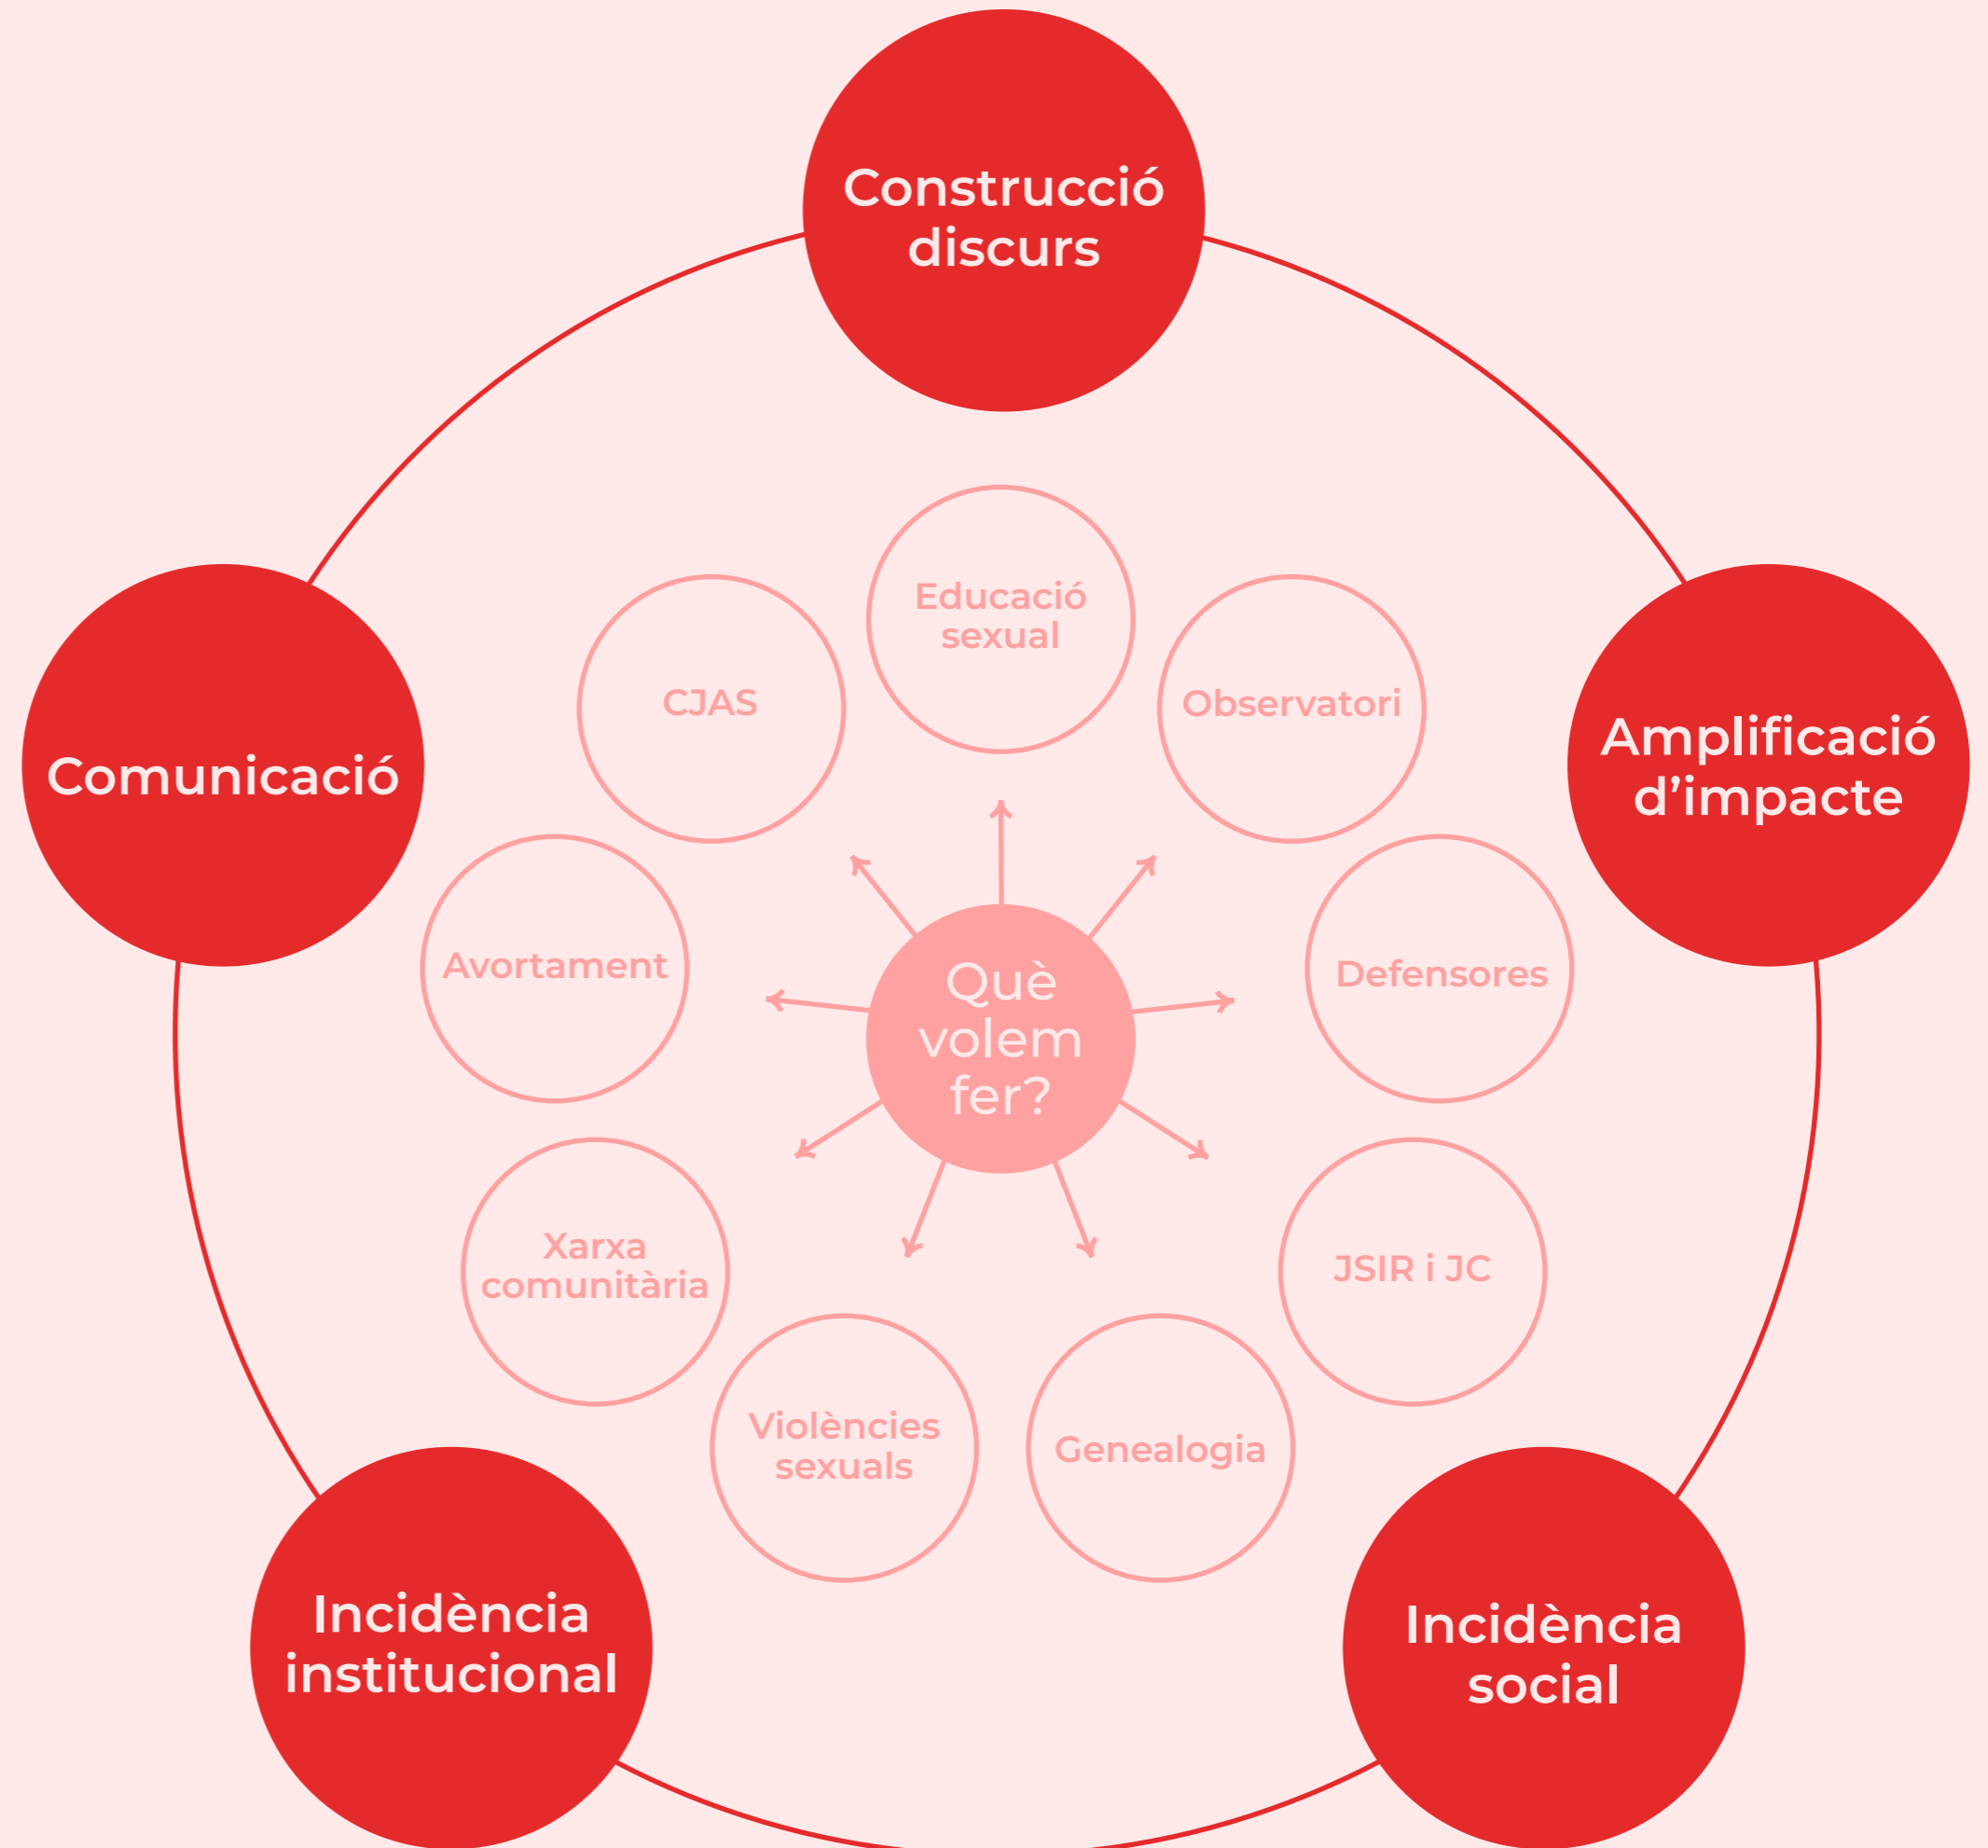 Construcció
discurs
Comunicació
Amplificació
d’impacte
Educació
sexual
CJAS
Observatori
Avortament
Defensores
Què
volem
fer?
Xarxa
comunitària
JSIR i JC
Violències
sexuals
Genealogia
Incidència
institucional
Incidència
social